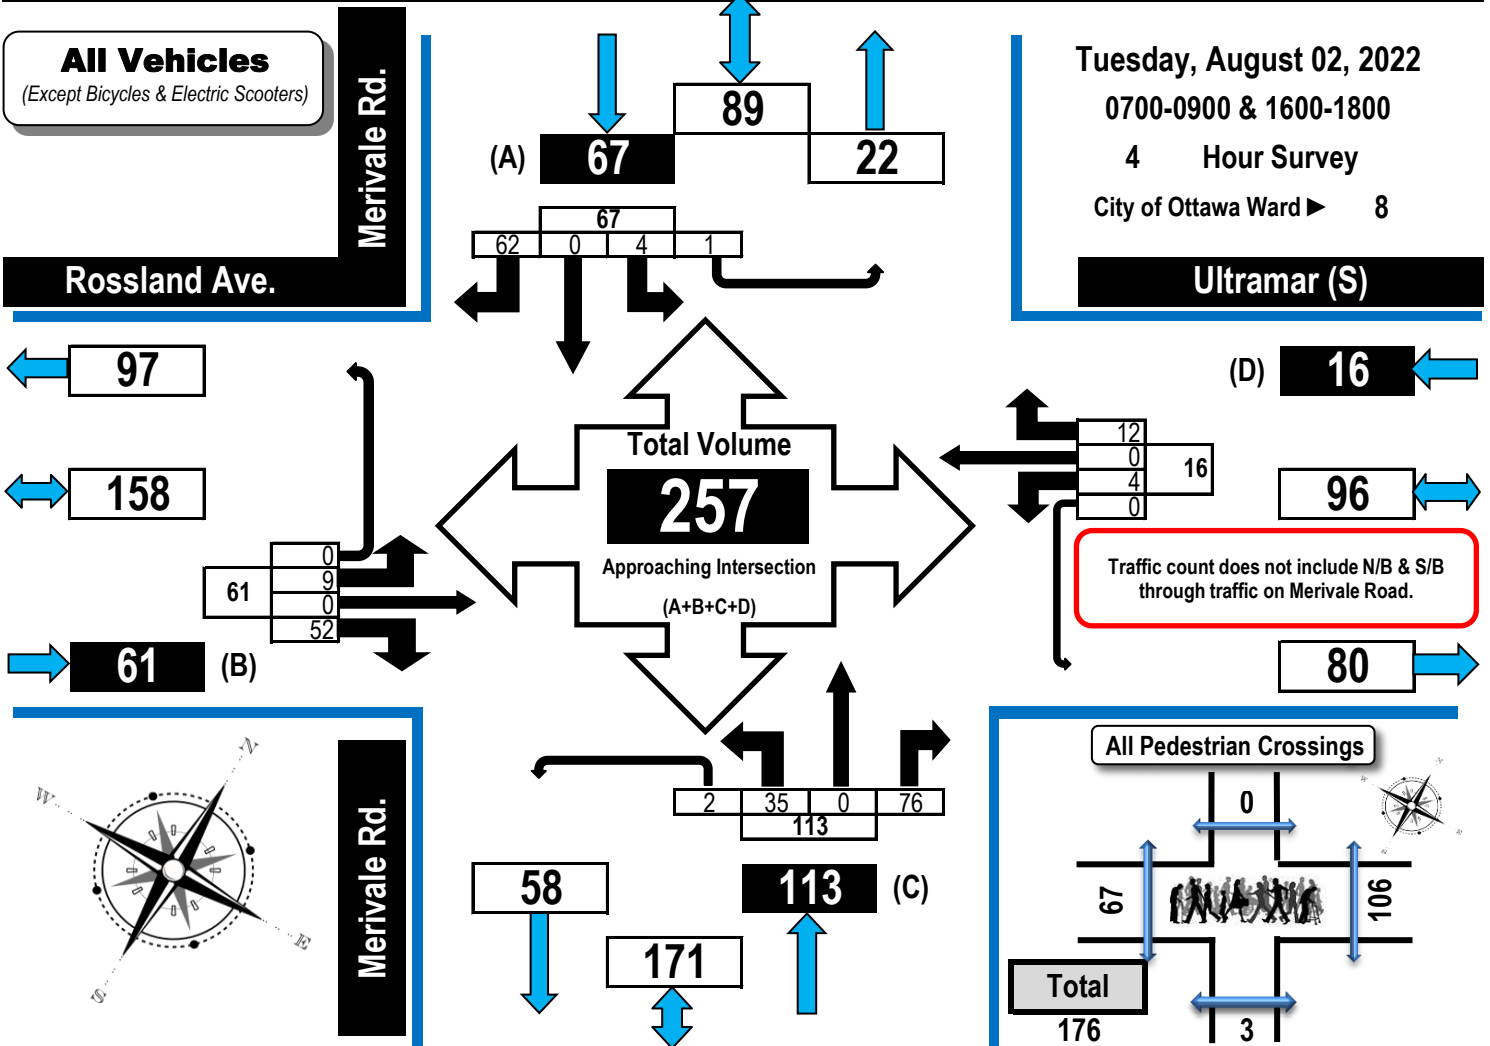 All Vehicles
(Except Bicycles & Electric Scooters)
Merivale Rd.
Rossland Ave.
89
(A) 67
22
67
62 0 4 1
Tuesday, August 02, 2022
0700-0900 & 1600-1800
4 Hour Survey
City of Ottawa Ward ► 8
Ultramar (S)
97
158
0
9
0
52
61
61 (B)
Total Volume
257
Approaching Intersection
(A+B+C+D)
(D) 16
12
0
4
0
16
96
Traffic count does not include N/B & S/B
through traffic on Merivale Road.
80
N
W
E
S
Merivale Rd.
2 35 0 76
113
58
113 (C)
171
All Pedestrian Crossings
0
67
106
Total
176
3